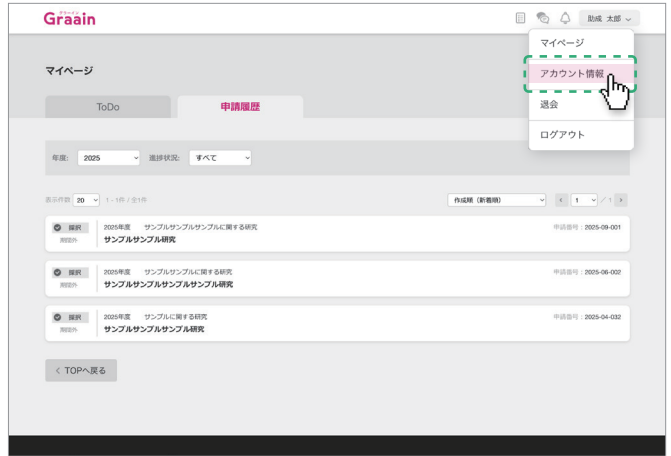 グラーイン
Graain
助成 太郎
マイページ
アカウント情報
退会
ログアウト
マイページ
ToDo
申請履歴
年度: 2025 進捗状況: すべて
表示件数 20 1 - 1件 / 全1件 作成順（新着順） 1 / 1
採択 2025年度 サンプルサンプルサンプルに関する研究 申請番号：2025-09-001
期間外 サンプルサンプル研究
採択 2025年度 サンプルサンプルに関する研究 申請番号：2025-06-002
期間外 サンプルサンプルサンプルサンプル研究
採択 2025年度 サンプルに関する研究 申請番号：2025-04-032
期間外 サンプルサンプルサンプル研究
< TOPへ戻る